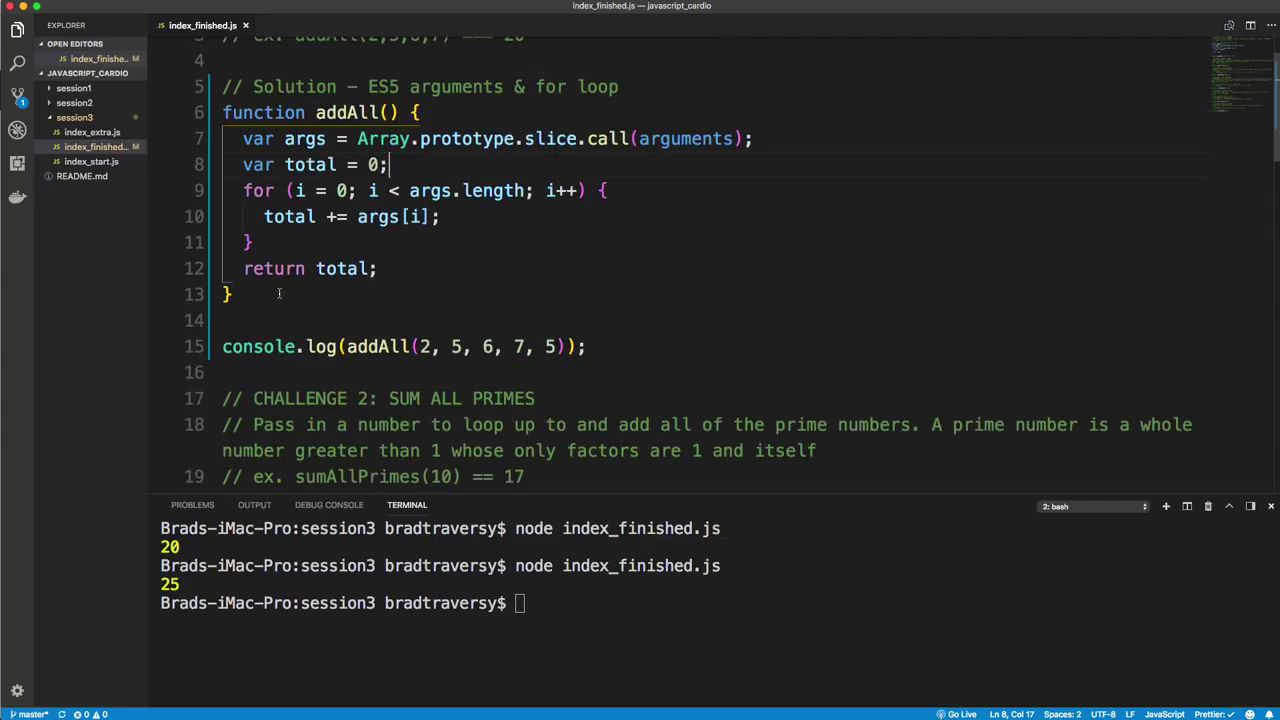 index_finished.js — javascript_cardio
EXPLORER
index_finished.js ×
OPEN EDITORS
index_finishe..  M
JAVASCRIPT_CARDIO
session1
session2
session3
index_extra.js
index_finished...  M
index_start.js
README.md
3 // ex. addAll(2,5,6,7) === 20
4
5 // Solution – ES5 arguments & for loop
6 function addAll() {
7 var args = Array.prototype.slice.call(arguments);
8 var total = 0;
9 for (i = 0; i < args.length; i++) {
10 total += args[i];
11 }
12 return total;
13 }
14
15 console.log(addAll(2, 5, 6, 7, 5));
16
17 // CHALLENGE 2: SUM ALL PRIMES
18 // Pass in a number to loop up to and add all of the prime numbers. A prime number is a whole
number greater than 1 whose only factors are 1 and itself
19 // ex. sumAllPrimes(10) == 17
PROBLEMS OUTPUT DEBUG CONSOLE TERMINAL 2: bash
Brads-iMac-Pro:session3 bradtraversy$ node index_finished.js
20
Brads-iMac-Pro:session3 bradtraversy$ node index_finished.js
25
Brads-iMac-Pro:session3 bradtraversy$
1
master* 0 0 Go Live Ln 8, Col 17 Spaces: 2 UTF-8 LF JavaScript Prettier: ✓